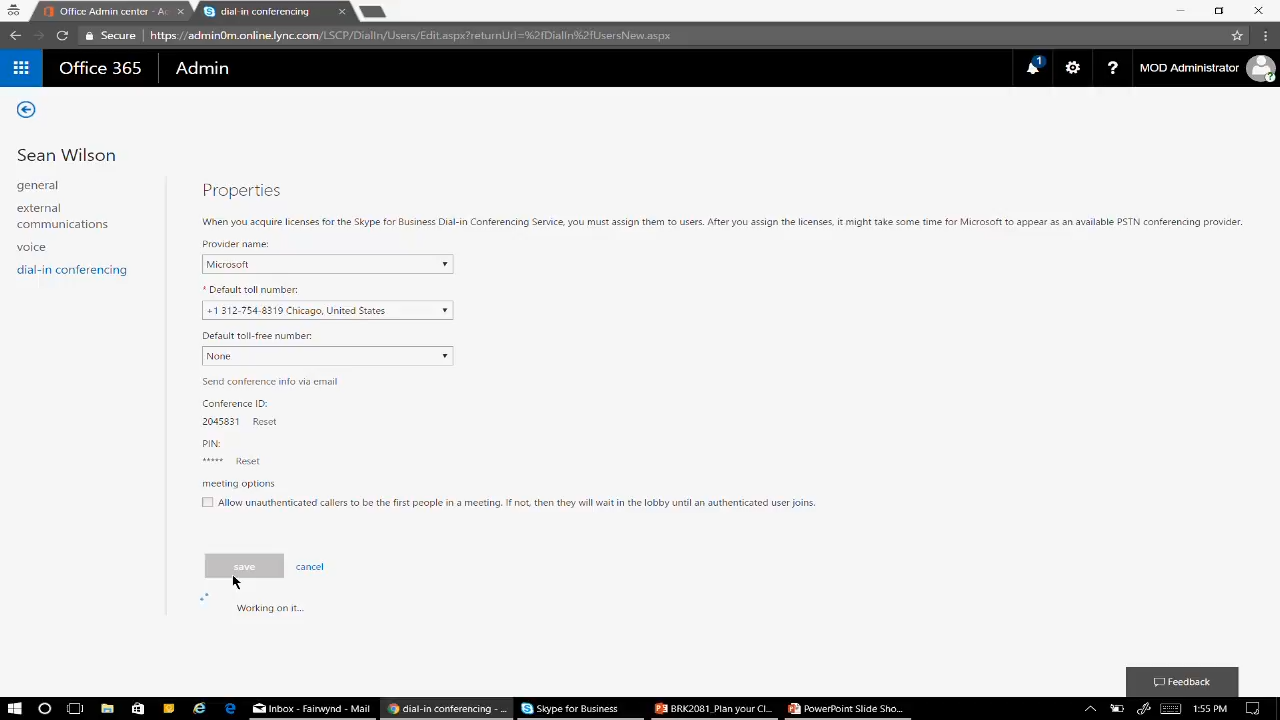 Office Admin center - Ac
dial-in conferencing
Secure
https://admin0m.online.lync.com/LSCP/DialIn/Users/Edit.aspx?returnUrl=%2fDialIn%2fUsersNew.aspx
Office 365
Admin
1
?
MOD Administrator
Sean Wilson
general
external
communications
voice
dial-in conferencing
Properties
When you acquire licenses for the Skype for Business Dial-in Conferencing Service, you must assign them to users. After you assign the licenses, it might take some time for Microsoft to appear as an available PSTN conferencing provider.
Provider name:
Microsoft
* Default toll number:
+1 312-754-8319 Chicago, United States
Default toll-free number:
None
Send conference info via email
Conference ID:
2045831 Reset
PIN:
***** Reset
meeting options
Allow unauthenticated callers to be the first people in a meeting. If not, then they will wait in the lobby until an authenticated user joins.
save
cancel
Working on it...
Feedback
Inbox - Fairwynd - Mail
dial-in conferencing - ...
Skype for Business
BRK2081_Plan your Cl...
PowerPoint Slide Sho...
1:55 PM